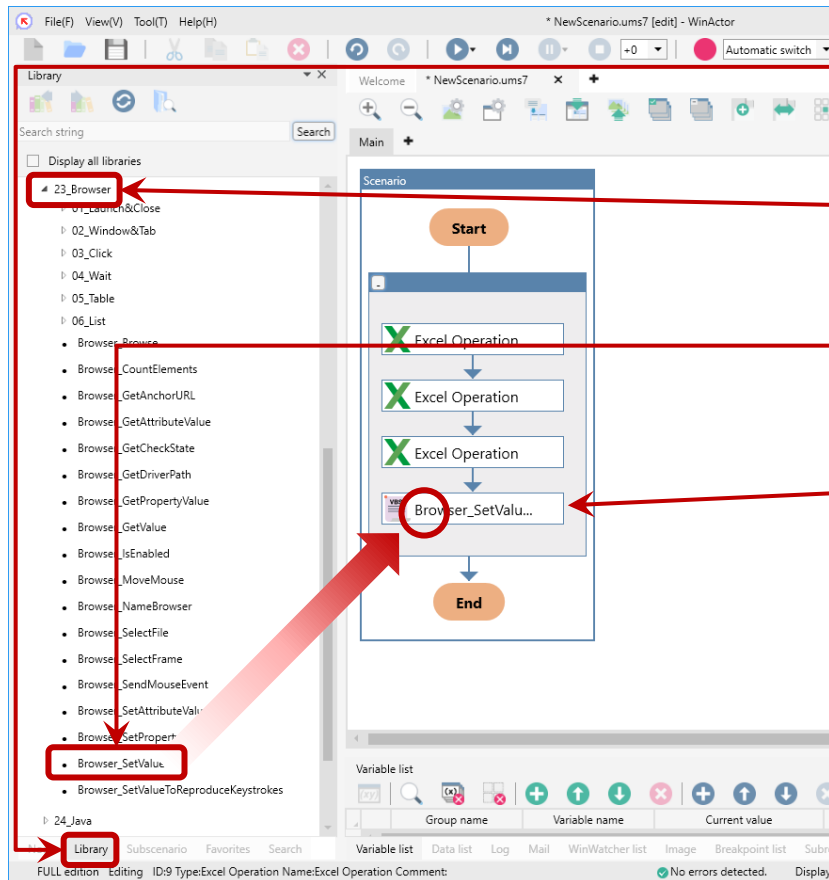 File(F) View(V) Tool(T) Help(H)
* NewScenario.ums7 [edit] - WinActor
+0
Automatic switch
Library
Search string
Search
Display all libraries
23_Browser
01_Launch&Close
02_Window&Tab
03_Click
04_Wait
05_Table
06_List
Browser_Browse
Browser_CountElements
Browser_GetAnchorURL
Browser_GetAttributeValue
Browser_GetCheckState
Browser_GetDriverPath
Browser_GetPropertyValue
Browser_GetValue
Browser_IsEnabled
Browser_MoveMouse
Browser_NameBrowser
Browser_SelectFile
Browser_SelectFrame
Browser_SendMouseEvent
Browser_SetAttributeValu
Browser_SetPropert
Browser_SetValue
Browser_SetValueToReproduceKeystrokes
24_Java
Library Subscenario Favorites Search
Welcome * NewScenario.ums7
Main
Scenario
Start
Excel Operation
Excel Operation
Excel Operation
VBS
Browser_SetValu...
End
Variable list
Group name Variable name Current value
Variable list Data list Log Mail WinWatcher list Image Breakpoint list Subr
FULL edition Editing ID:9 Type:Excel Operation Name:Excel Operation Comment:
No errors detected. Display